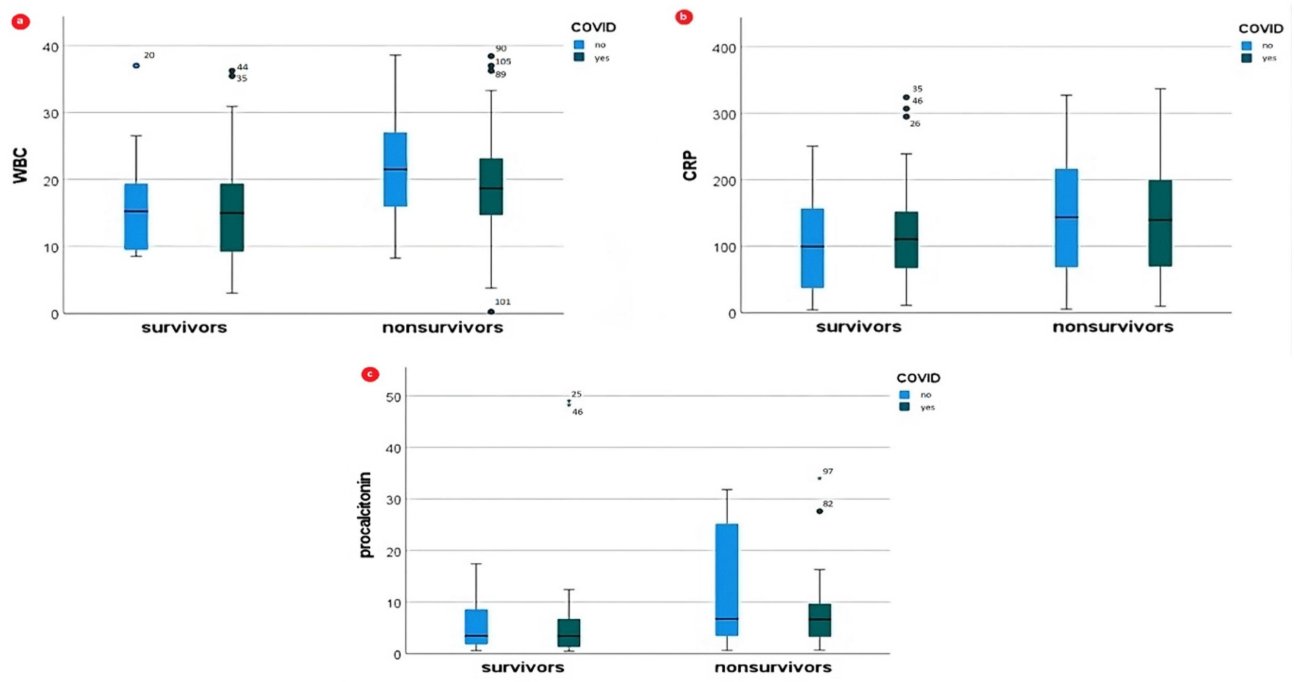 a
COVID
no
yes
WBC
40
30
20
10
0
20
44
35
90
105
89
101
survivors
nonsurvivors
b
COVID
no
yes
CRP
400
300
200
100
0
35
46
26
survivors
nonsurvivors
c
COVID
no
yes
procalcitonin
50
40
30
20
10
0
25
46
97
82
survivors
nonsurvivors